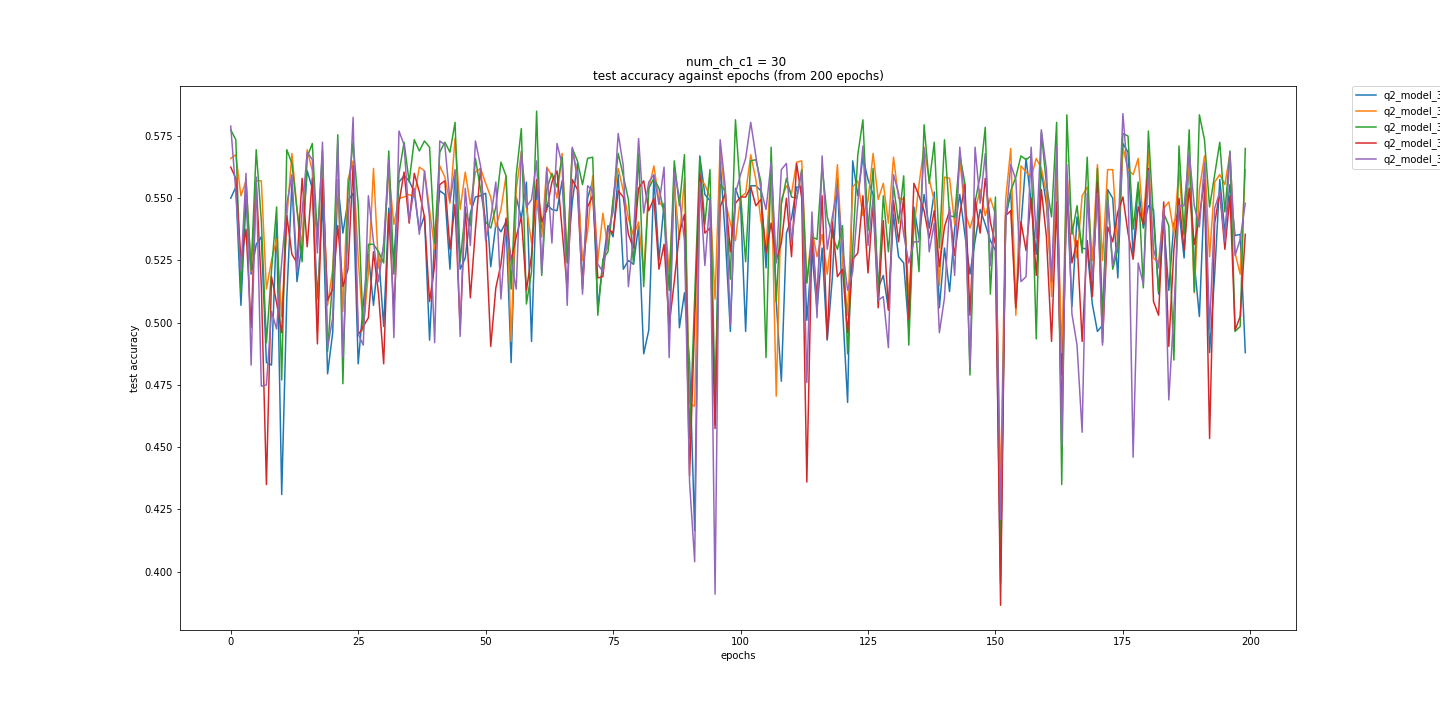 num_ch_c1 = 30
test accuracy against epochs (from 200 epochs)
0.575
0.550
0.525
0.500
0.475
0.450
0.425
0.400
test accuracy
0 25 50 75 100 125 150 175 200
epochs
q2_model_3
q2_model_3
q2_model_3
q2_model_3
q2_model_3